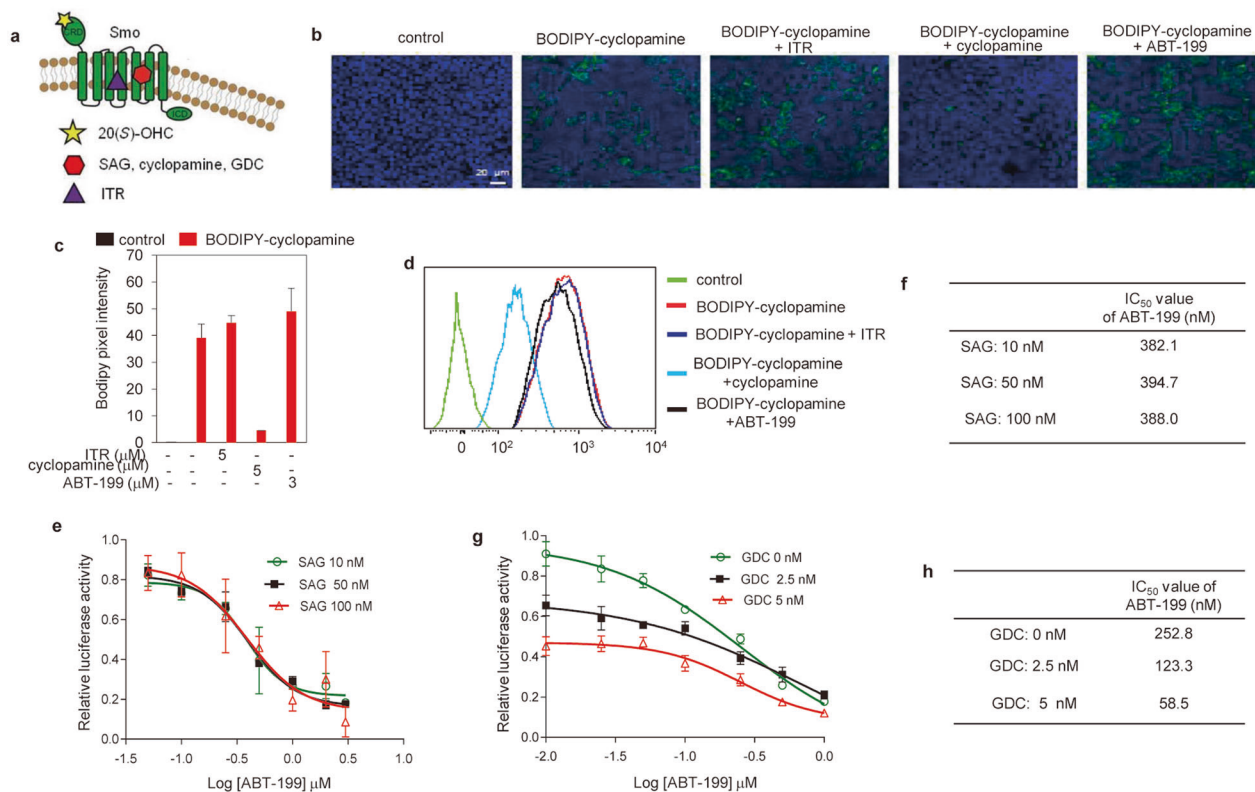 a
Smo
CRD
ICD
20(S)-OHC
SAG, cyclopamine, GDC
ITR
b
control
BODIPY-cyclopamine
BODIPY-cyclopamine
+ ITR
BODIPY-cyclopamine
+ cyclopamine
BODIPY-cyclopamine
+ ABT-199
20 µm
c
control
BODIPY-cyclopamine
Bodipy pixel intensity
70
60
50
40
30
20
10
0
ITR (µM) - - 5 - -
cyclopamine (µM) - - - 5 -
ABT-199 (µM) - - - - 3
d
control
BODIPY-cyclopamine
BODIPY-cyclopamine + ITR
BODIPY-cyclopamine
+cyclopamine
BODIPY-cyclopamine
+ABT-199
0 10² 10³ 10⁴
f
IC₅₀ value
of ABT-199 (nM)
SAG: 10 nM 382.1
SAG: 50 nM 394.7
SAG: 100 nM 388.0
e
Relative luciferase activity
1.0
0.8
0.6
0.4
0.2
0.0
SAG 10 nM
SAG 50 nM
SAG 100 nM
-1.5 -1.0 -0.5 0.0 0.5 1.0
Log [ABT-199] µM
g
Relative luciferase activity
1.0
0.8
0.6
0.4
0.2
0.0
GDC 0 nM
GDC 2.5 nM
GDC 5 nM
-2.0 -1.5 -1.0 -0.5 0.0
Log [ABT-199] µM
h
IC₅₀ value of
ABT-199 (nM)
GDC: 0 nM 252.8
GDC: 2.5 nM 123.3
GDC: 5 nM 58.5